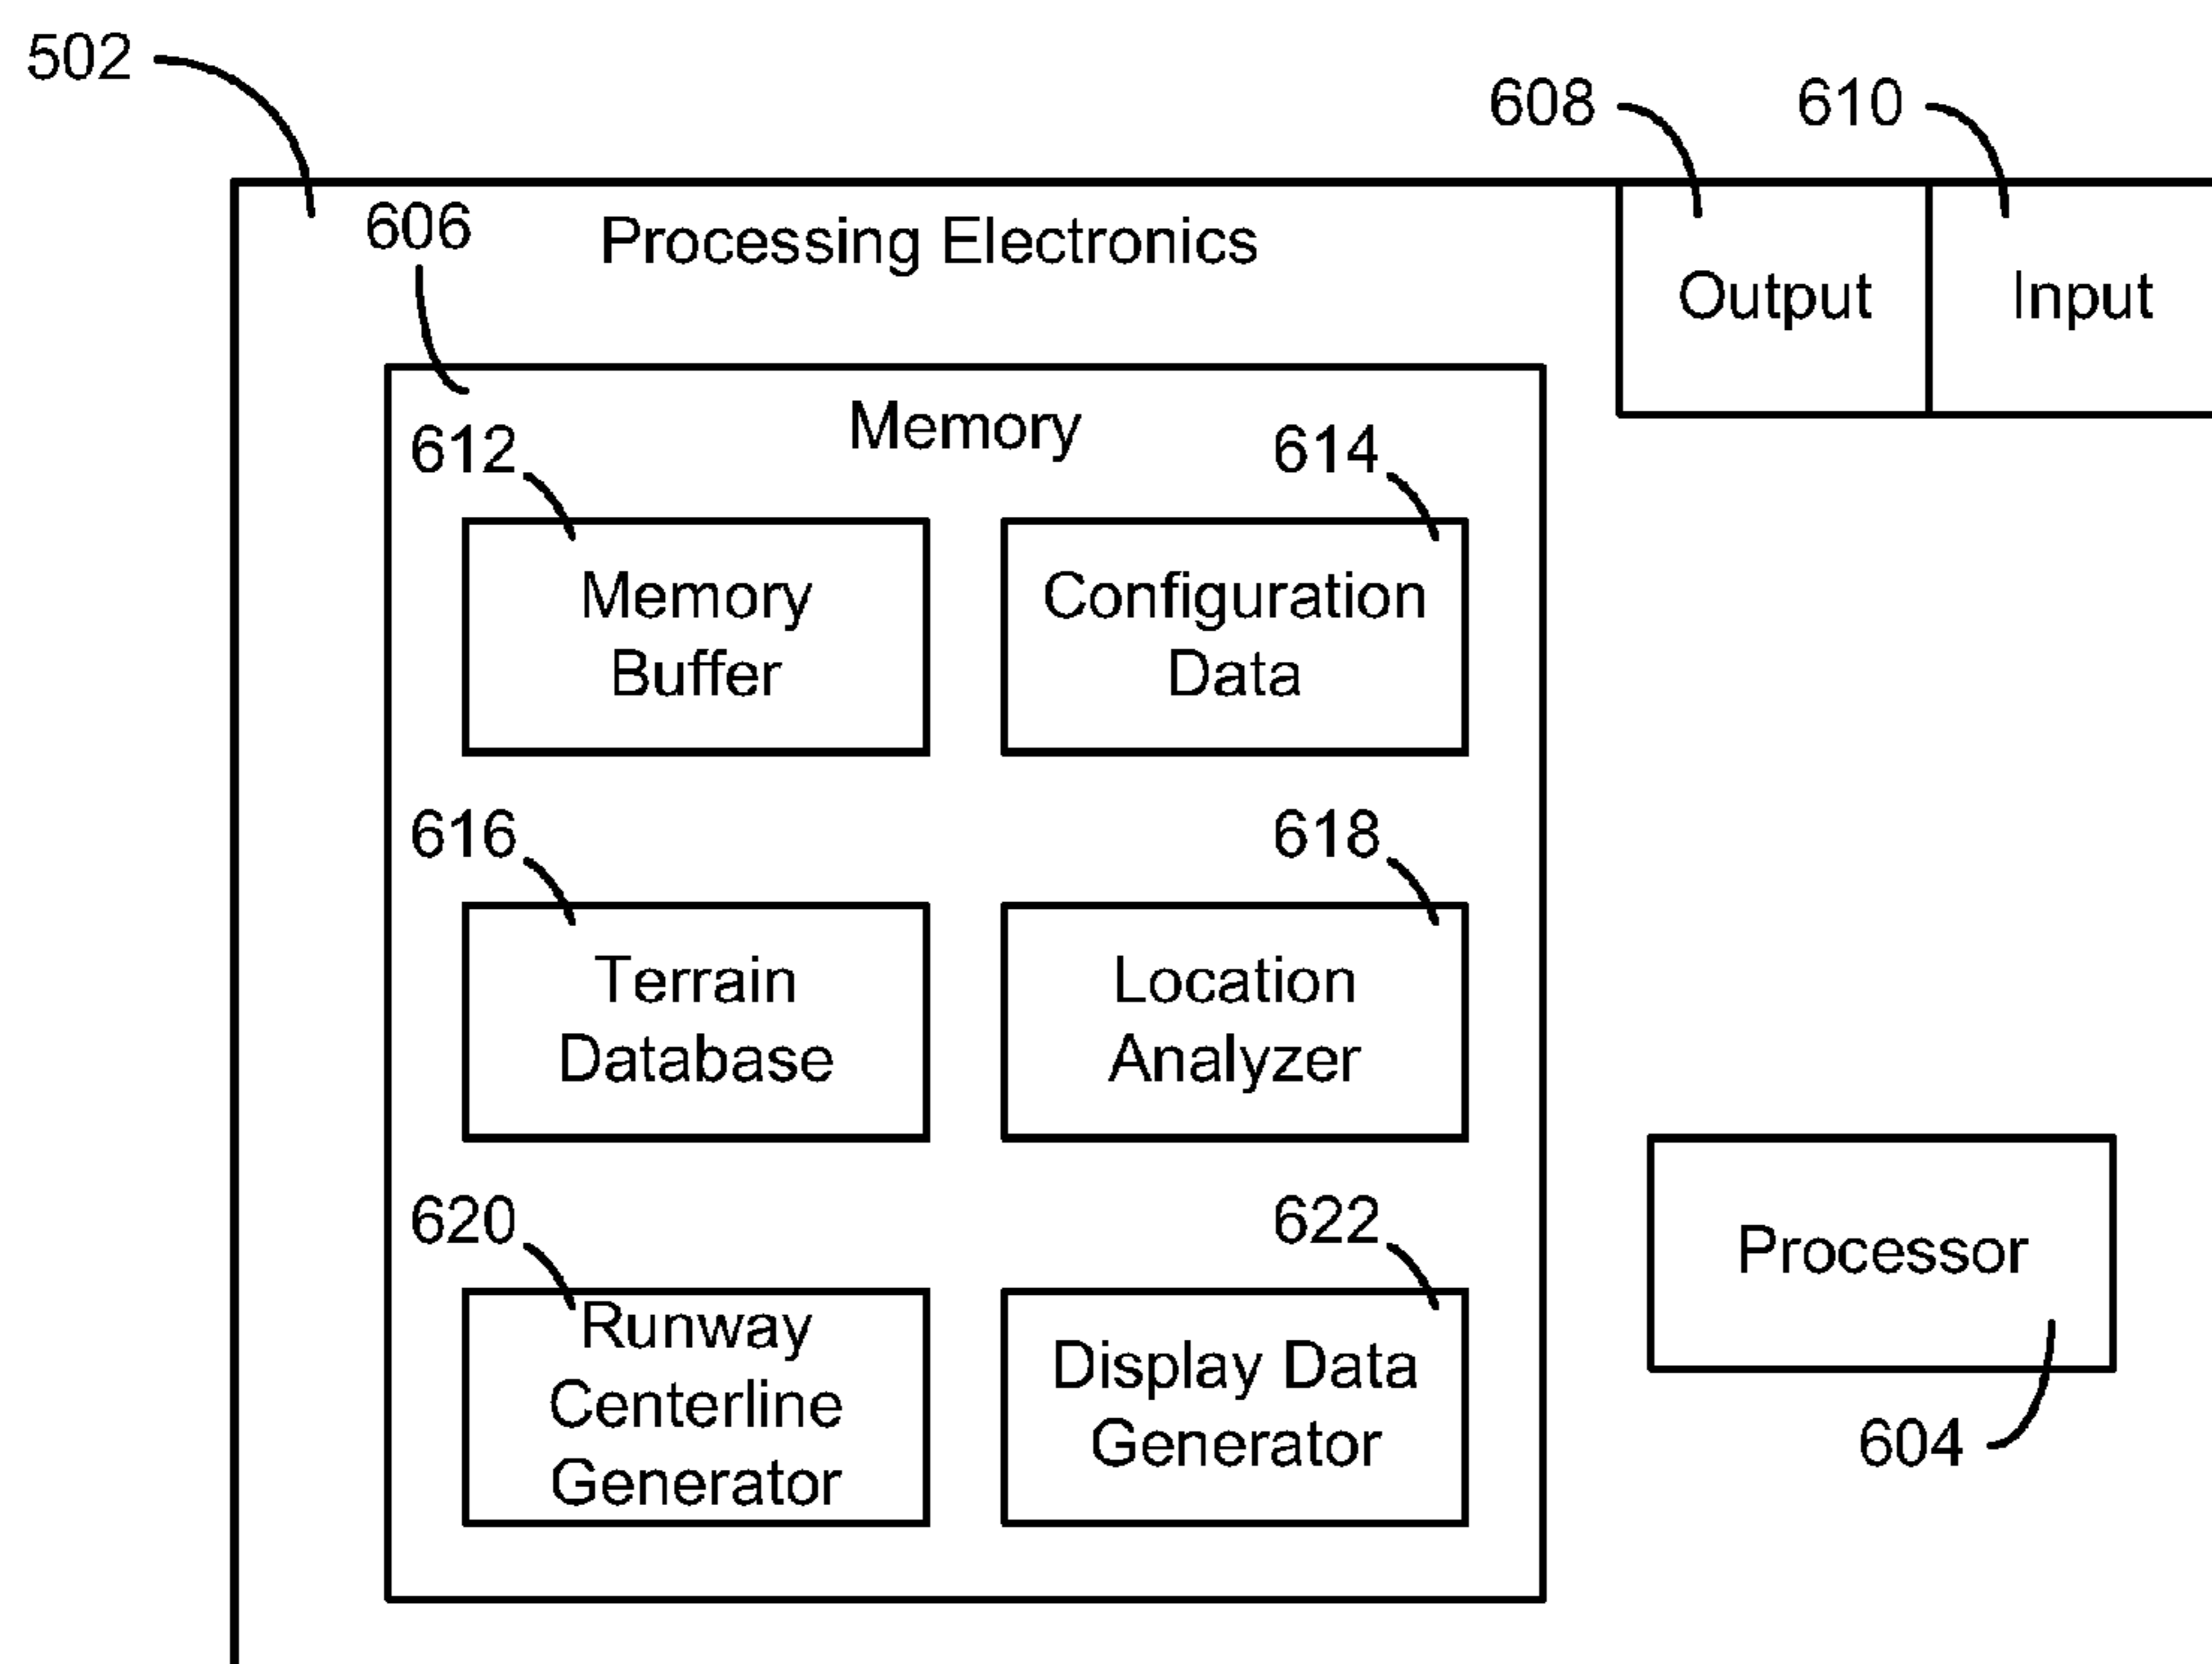 502
608
610
606
Processing Electronics
Output
Input
Memory
612
614
Memory
Buffer
Configuration
Data
616
618
Terrain
Database
Location
Analyzer
620
622
Runway
Centerline
Generator
Display Data
Generator
Processor
604